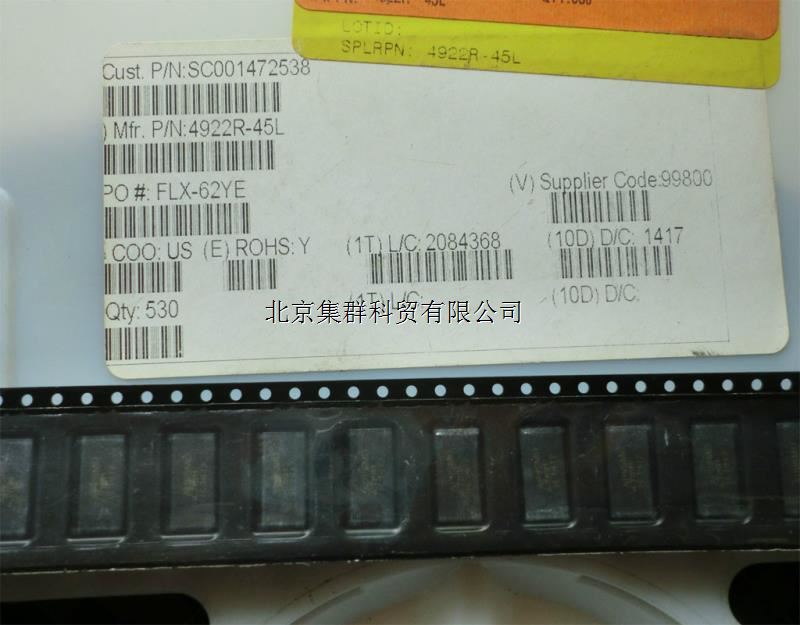 LOTID:
SPLRPN: 4922R-45L
Cust. P/N:SC001472538
) Mfr. P/N:4922R-45L
PO #: FLX-62YE
(V) Supplier Code:99800
COO: US (E) ROHS: Y (1T) L/C: 2084368 (10D) D/C: 1417
Qty: 530 (1T) L/C: (10D) D/C:
北京集群科贸有限公司